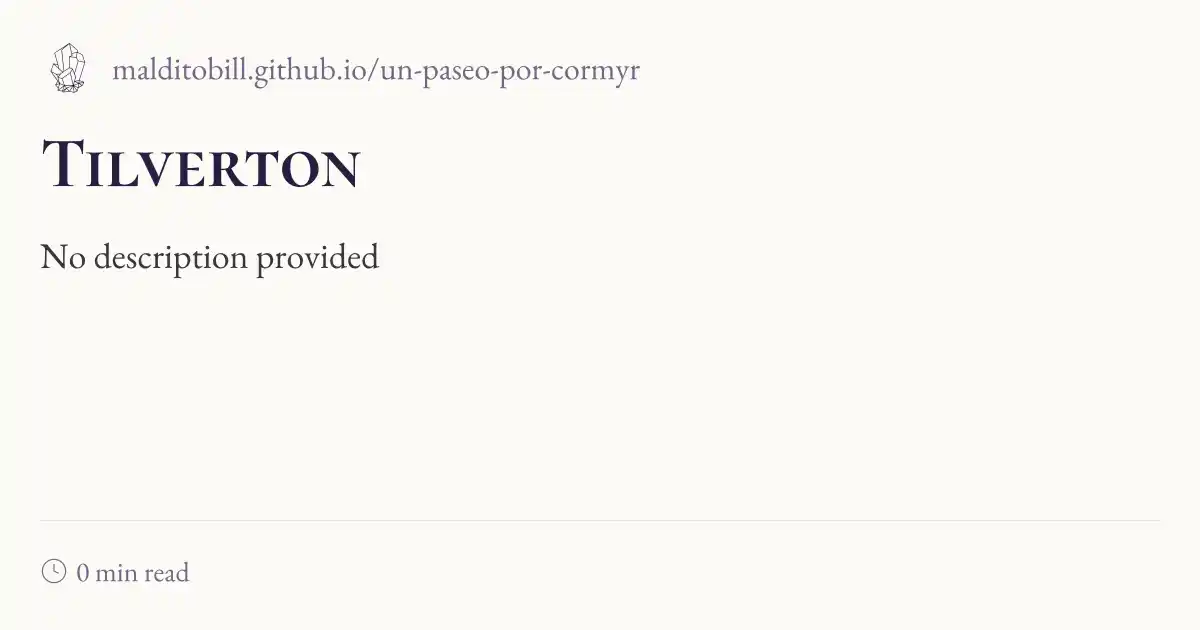 malditobill.github.io/un-paseo-por-cormyr
Tilverton
No description provided
0 min read